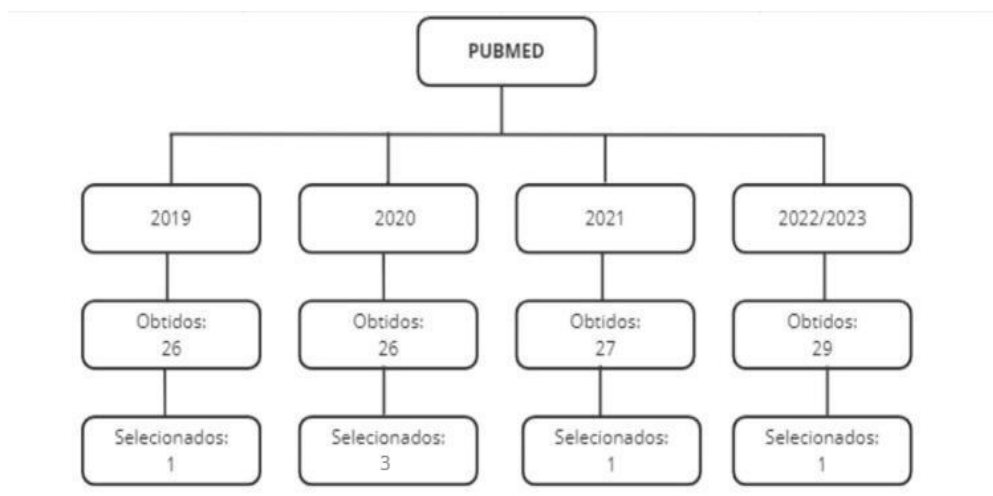 PUBMED
2019
2020
2021
2022/2023
Obtidos:
26
Obtidos:
26
Obtidos:
27
Obtidos:
29
Selecionados:
1
Selecionados:
3
Selecionados:
1
Selecionados:
1